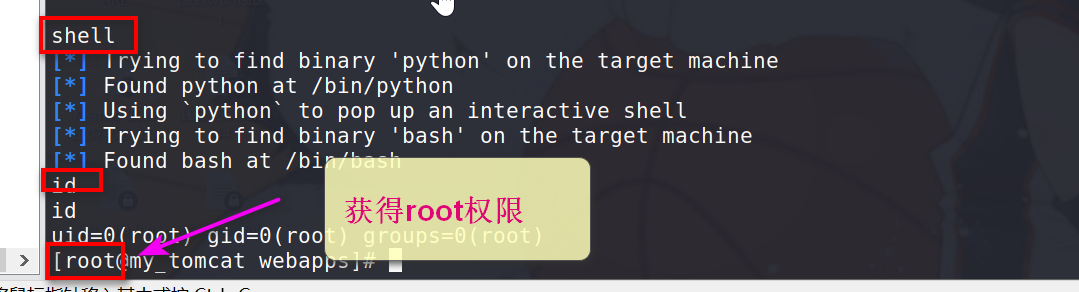 shell
[*] Trying to find binary 'python' on the target machine
[*] Found python at /bin/python
[*] Using `python` to pop up an interactive shell
[*] Trying to find binary 'bash' on the target machine
[*] Found bash at /bin/bash
id
id
获得root权限
uid=0(root) gid=0(root) groups=0(root)
[root@my_tomcat webapps]#